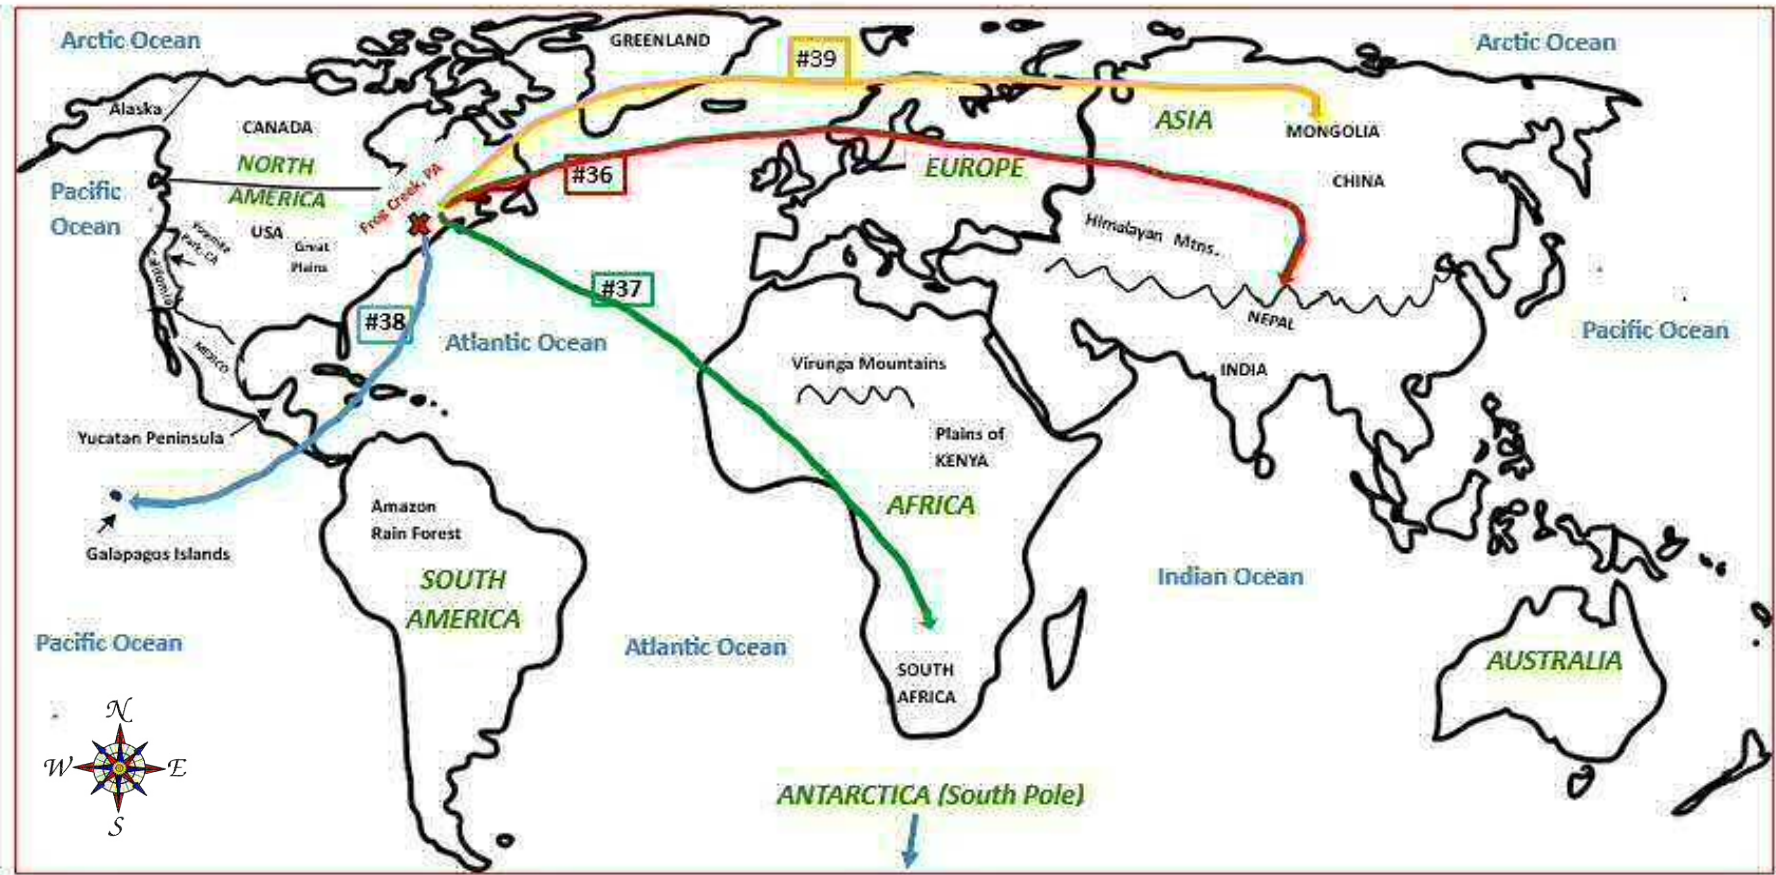 Arctic Ocean
GREENLAND
#39
Arctic Ocean
Alaska
CANADA
ASIA
MONGOLIA
NORTH
AMERICA
#36
EUROPE
CHINA
Pacific
Ocean
Frog Creek, PA
USA
Great
Plains
Yosemite
Park, CA
California
Himalayan Mtns.
#37
#38
MEXICO
Atlantic Ocean
NEPAL
Pacific Ocean
Virunga Mountains
INDIA
Yucatan Peninsula
Plains of
KENYA
Galapagos Islands
Amazon
Rain Forest
AFRICA
SOUTH
AMERICA
Indian Ocean
Pacific Ocean
Atlantic Ocean
SOUTH
AFRICA
AUSTRALIA
N
W E
S
ANTARCTICA (South Pole)